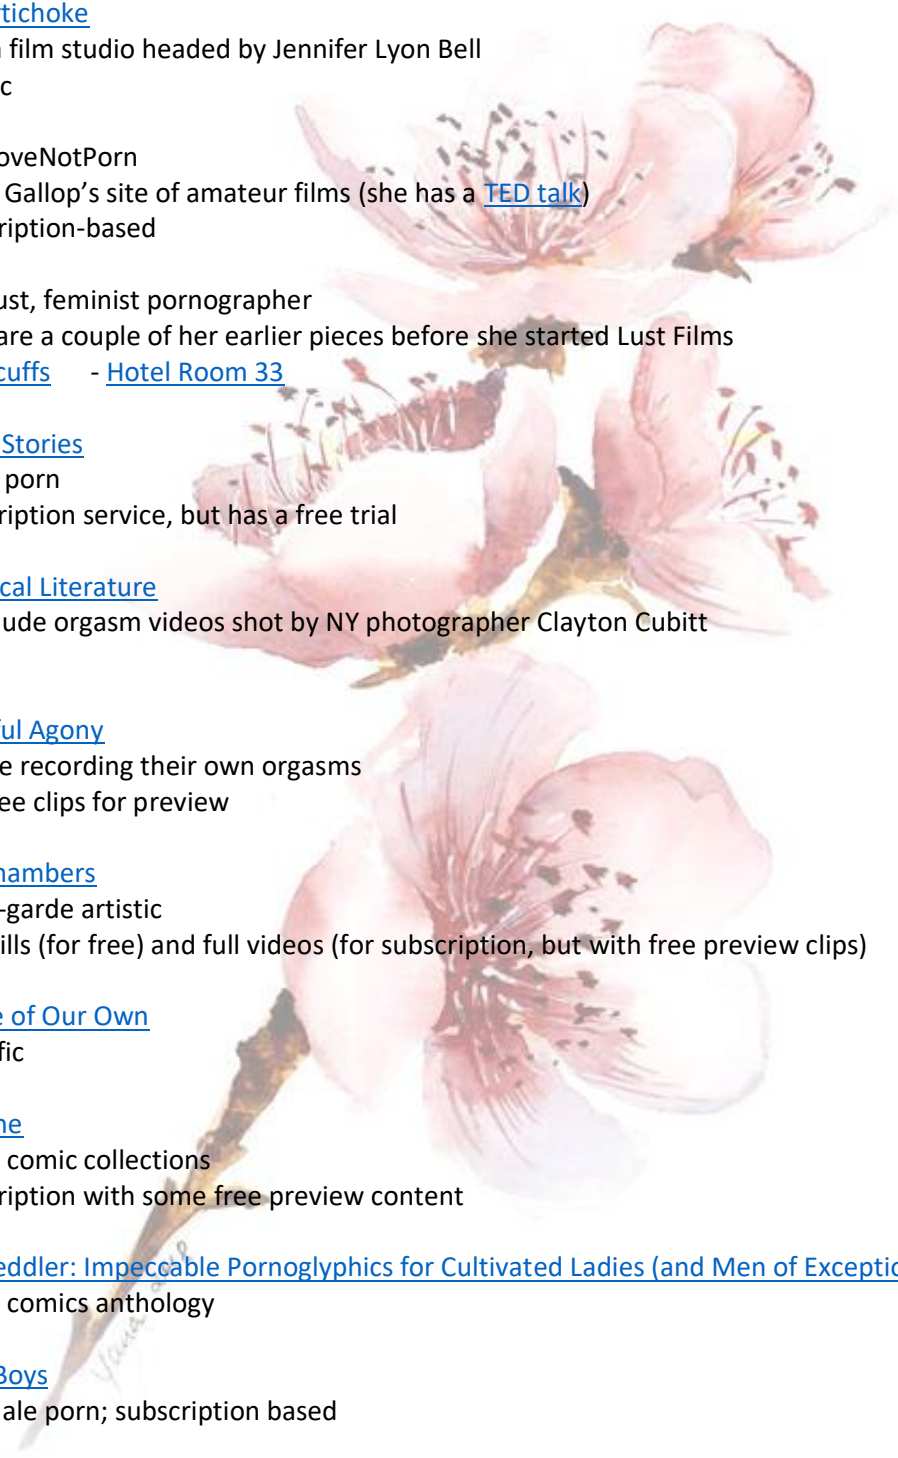 rtichoke
film studio headed by Jennifer Lyon Bell
c
oveNotPorn
Gallop's site of amateur films (she has a TED talk)
ription-based
ust, feminist pornographer
are a couple of her earlier pieces before she started Lust Films
cuffs - Hotel Room 33
Stories
porn
ription service, but has a free trial
cal Literature
lude orgasm videos shot by NY photographer Clayton Cubitt
ful Agony
e recording their own orgasms
ee clips for preview
hambers
-garde artistic
ills (for free) and full videos (for subscription, but with free preview clips)
e of Our Own
fic
ne
comic collections
ription with some free preview content
eddler: Impeccable Pornoglyphics for Cultivated Ladies (and Men of Exceptio
comics anthology
Boys
ale porn; subscription based